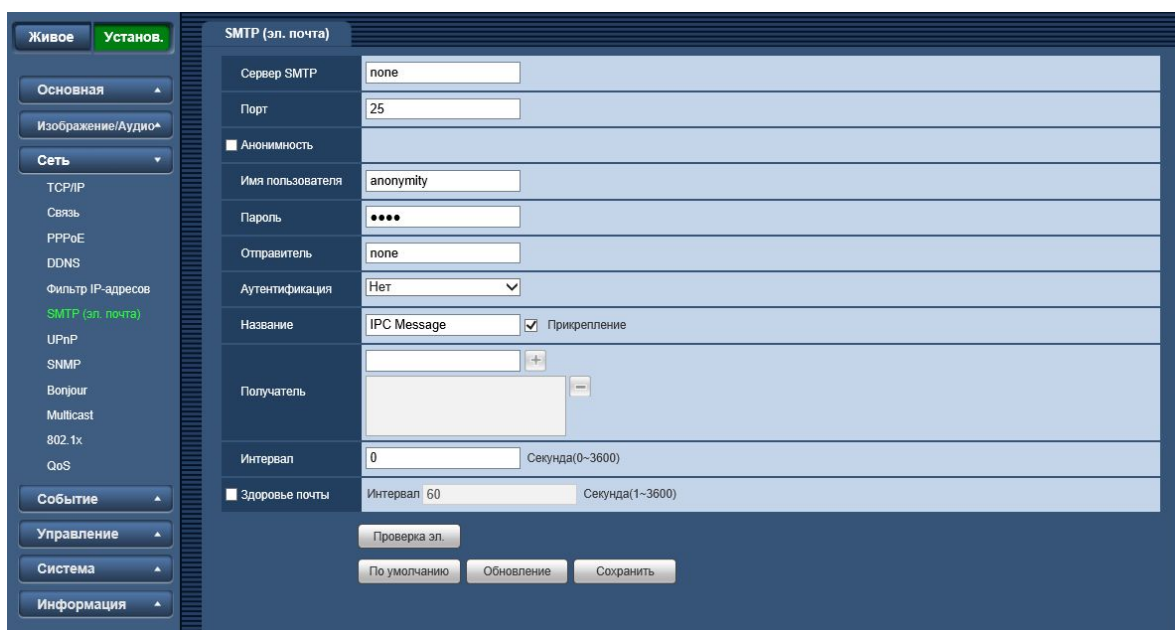 Живое Установ.
Основная
Изображение/Аудио
Сеть
TCP/IP
Связь
PPPoE
DDNS
Фильтр IP-адресов
SMTP (эл. почта)
UPnP
SNMP
Bonjour
Multicast
802.1x
QoS
Событие
Управление
Система
Информация
SMTP (эл. почта)
Сервер SMTP none
Порт 25
Анонимность
Имя пользователя anonymity
Пароль ••••
Отправитель none
Аутентификация Нет
Название IPC Message Прикрепление
Получатель
Интервал 0 Секунда(0~3600)
Здоровье почты Интервал 60 Секунда(1~3600)
Проверка эл.
По умолчанию Обновление Сохранить